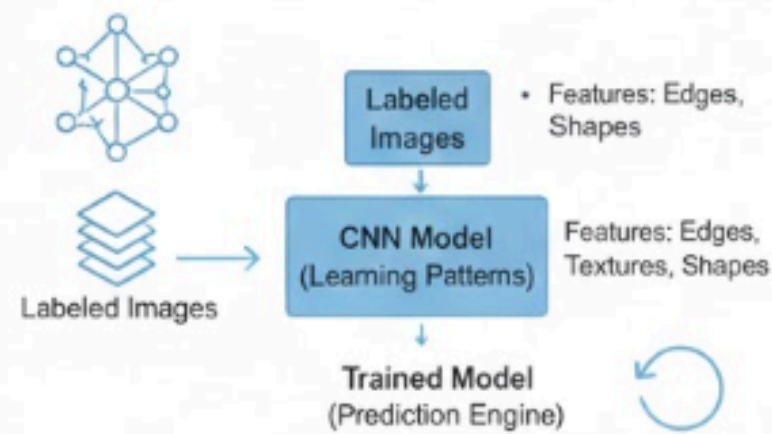 Labeled
Images
• Features: Edges,
Shapes
CNN Model
(Learning Patterns)
Features: Edges,
Textures, Shapes
Labeled Images
Trained Model
(Prediction Engine)